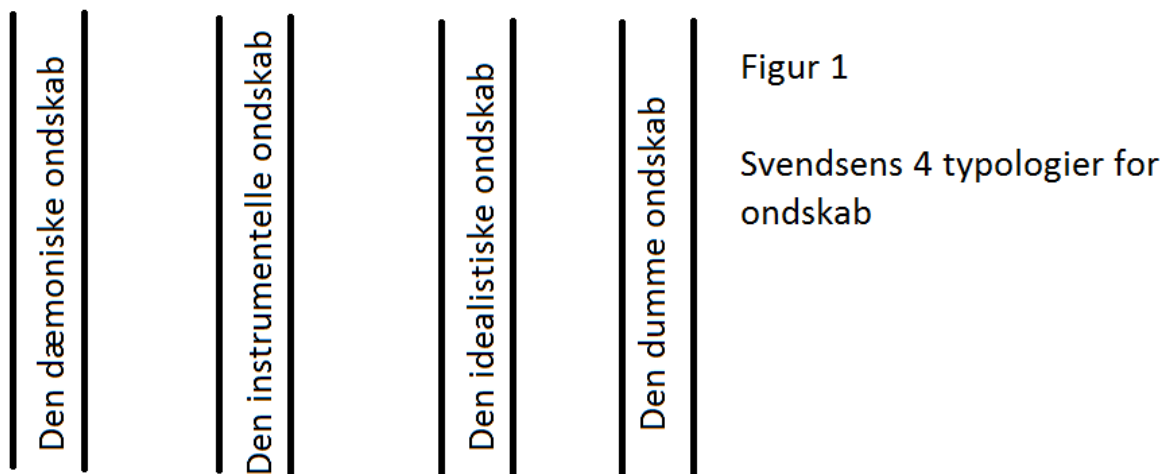 Den dæmoniske ondskab
Den instrumentelle ondskab
Den idealistiske ondskab
Den dumme ondskab
Figur 1
Svendsens 4 typologier for
ondskab